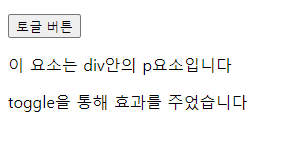 토글 버튼
이 요소는 div안의 p요소입니다
toggle을 통해 효과를 주었습니다